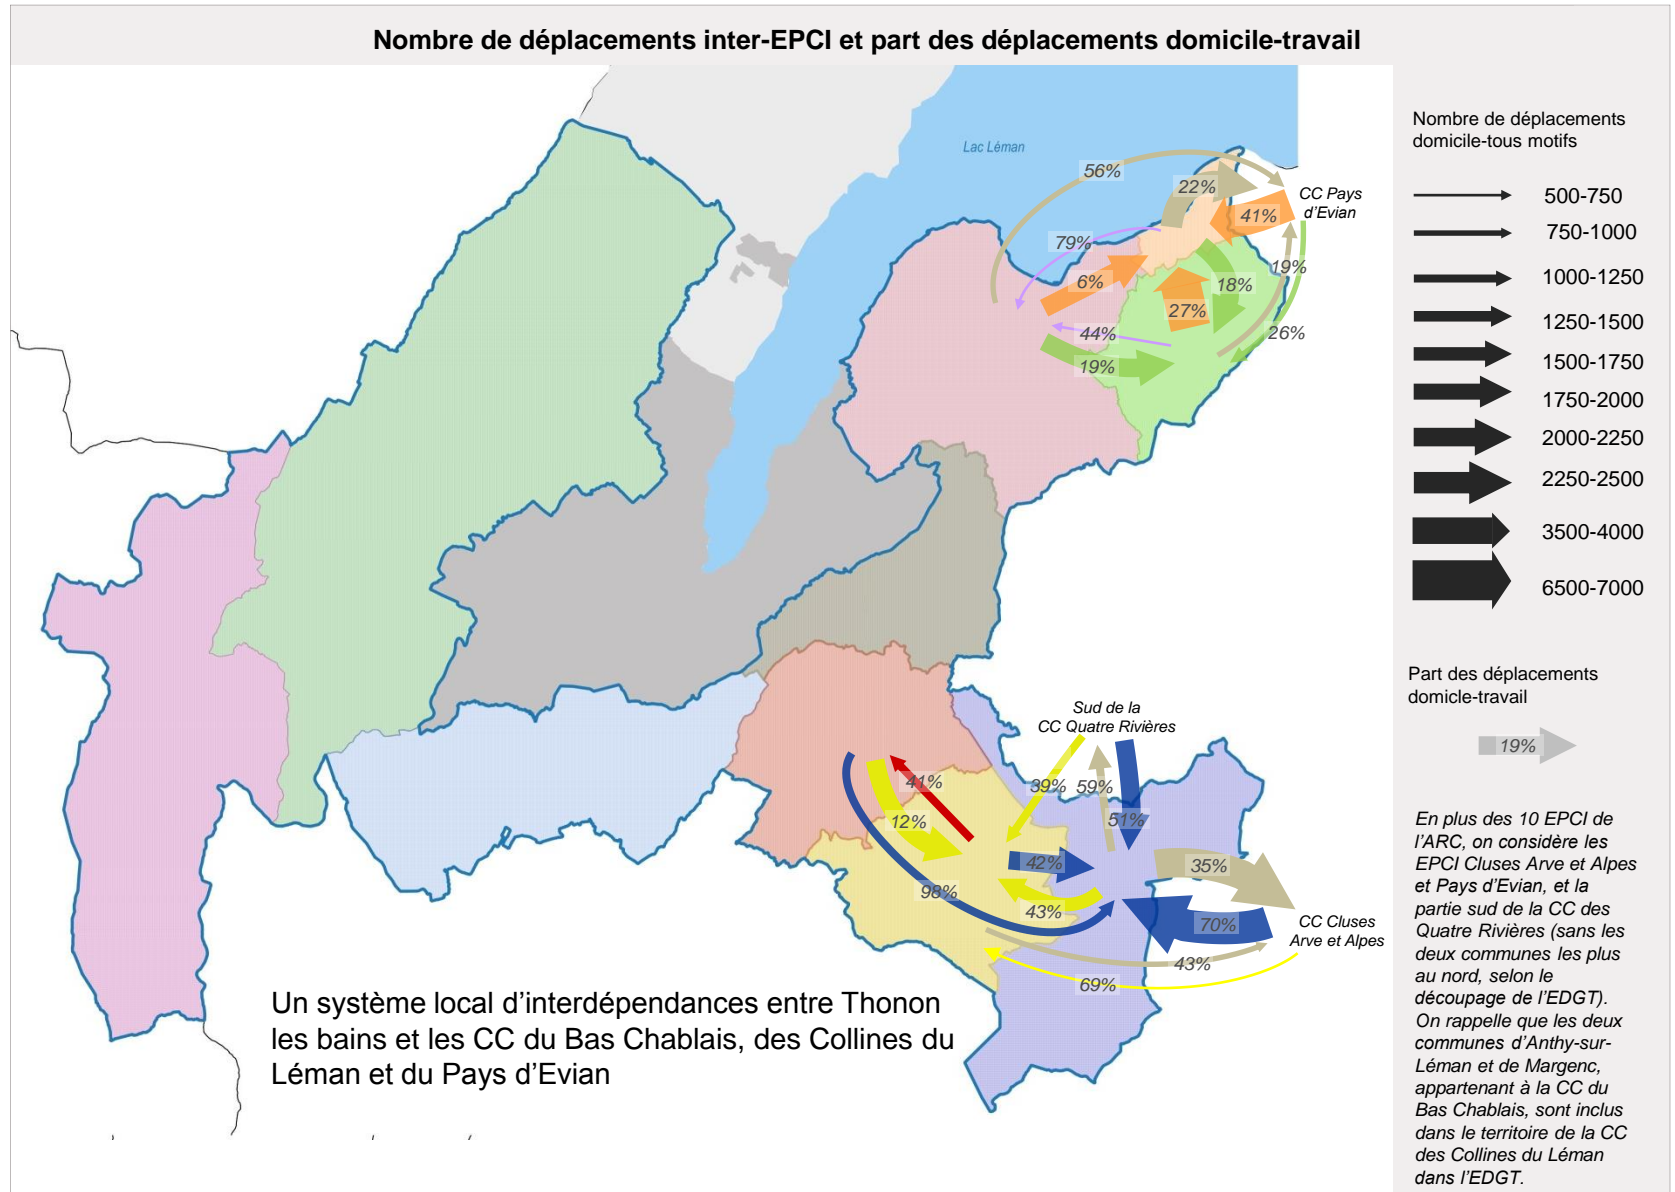 Nombre de déplacements inter-EPCI et part des déplacements domicile-travail
Lac Léman
56%
22%
CC Pays
d'Evian
41%
79%
6%
19%
18%
27%
44%
26%
19%
Sud de la
CC Quatre Rivières
41%
39%
59%
12%
51%
42%
35%
98%
43%
70%
CC Cluses
Arve et Alpes
43%
69%
Un système local d'interdépendances entre Thonon
les bains et les CC du Bas Chablais, des Collines du
Léman et du Pays d'Evian
Nombre de déplacements
domicile-tous motifs
500-750
750-1000
1000-1250
1250-1500
1500-1750
1750-2000
2000-2250
2250-2500
3500-4000
6500-7000
Part des déplacements
domicle-travail
19%
En plus des 10 EPCI de
l'ARC, on considère les
EPCI Cluses Arve et Alpes
et Pays d'Evian, et la
partie sud de la CC des
Quatre Rivières (sans les
deux communes les plus
au nord, selon le
découpage de l'EDGT).
On rappelle que les deux
communes d'Anthy-sur-
Léman et de Margenc,
appartenant à la CC du
Bas Chablais, sont inclus
dans le territoire de la CC
des Collines du Léman
dans l'EDGT.